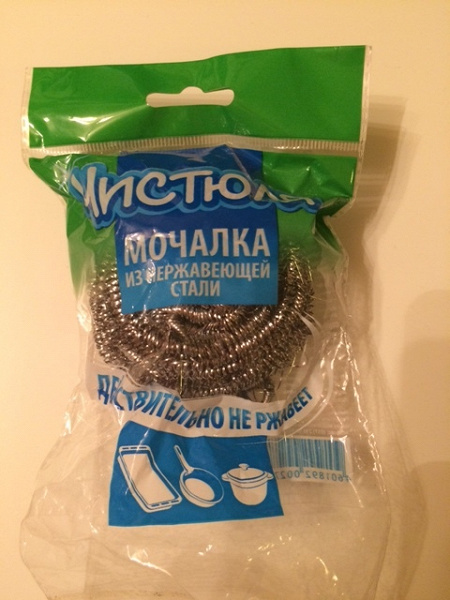 ЧИСТЮЛЯ
МОЧАЛКА
ИЗ НЕРЖАВЕЮЩЕЙ
СТАЛИ
ДЕЙСТВИТЕЛЬНО НЕ РЖАВЕЕТ